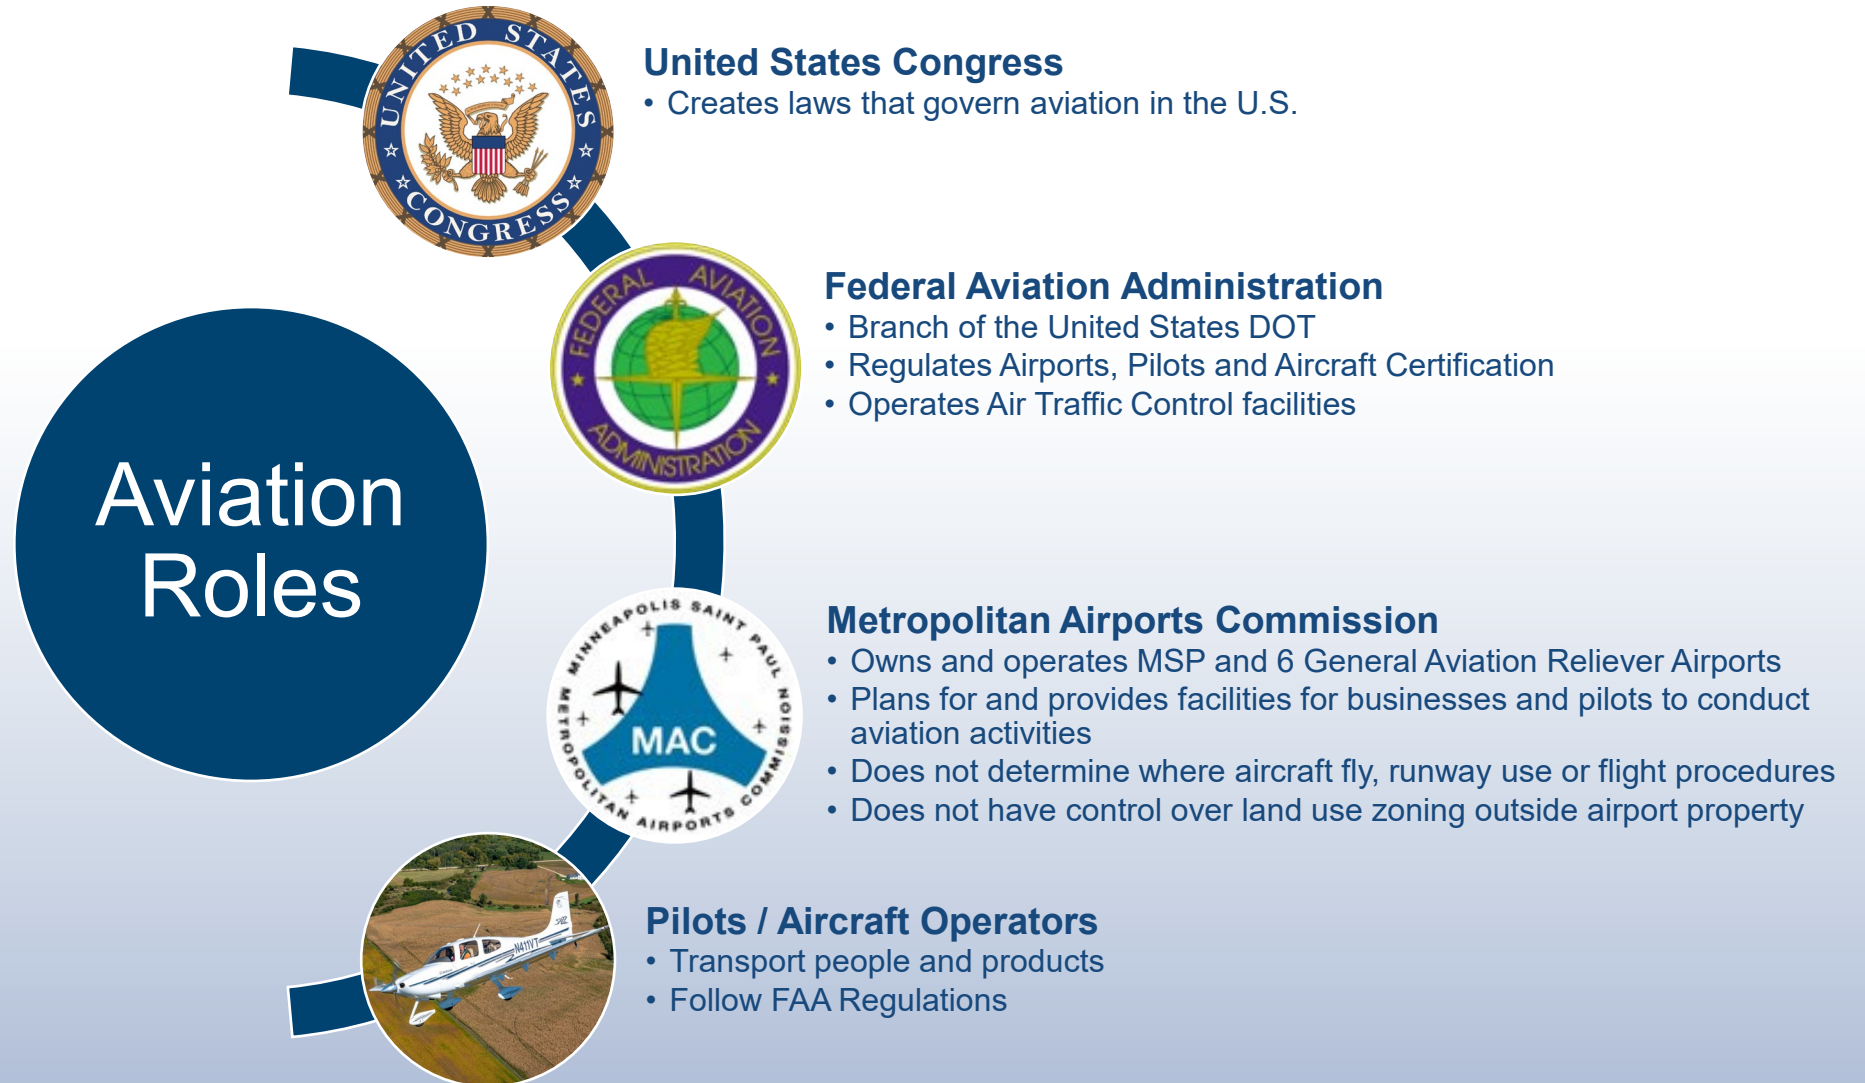 UNITED STATES
CONGRESS
United States Congress
• Creates laws that govern aviation in the U.S.
FEDERAL AVIATION
ADMINISTRATION
Federal Aviation Administration
• Branch of the United States DOT
• Regulates Airports, Pilots and Aircraft Certification
• Operates Air Traffic Control facilities
Aviation
Roles
MINNEAPOLIS SAINT PAUL
METROPOLITAN AIRPORTS COMMISSION
MAC
Metropolitan Airports Commission
• Owns and operates MSP and 6 General Aviation Reliever Airports
• Plans for and provides facilities for businesses and pilots to conduct
aviation activities
• Does not determine where aircraft fly, runway use or flight procedures
• Does not have control over land use zoning outside airport property
N411VT
Pilots / Aircraft Operators
• Transport people and products
• Follow FAA Regulations